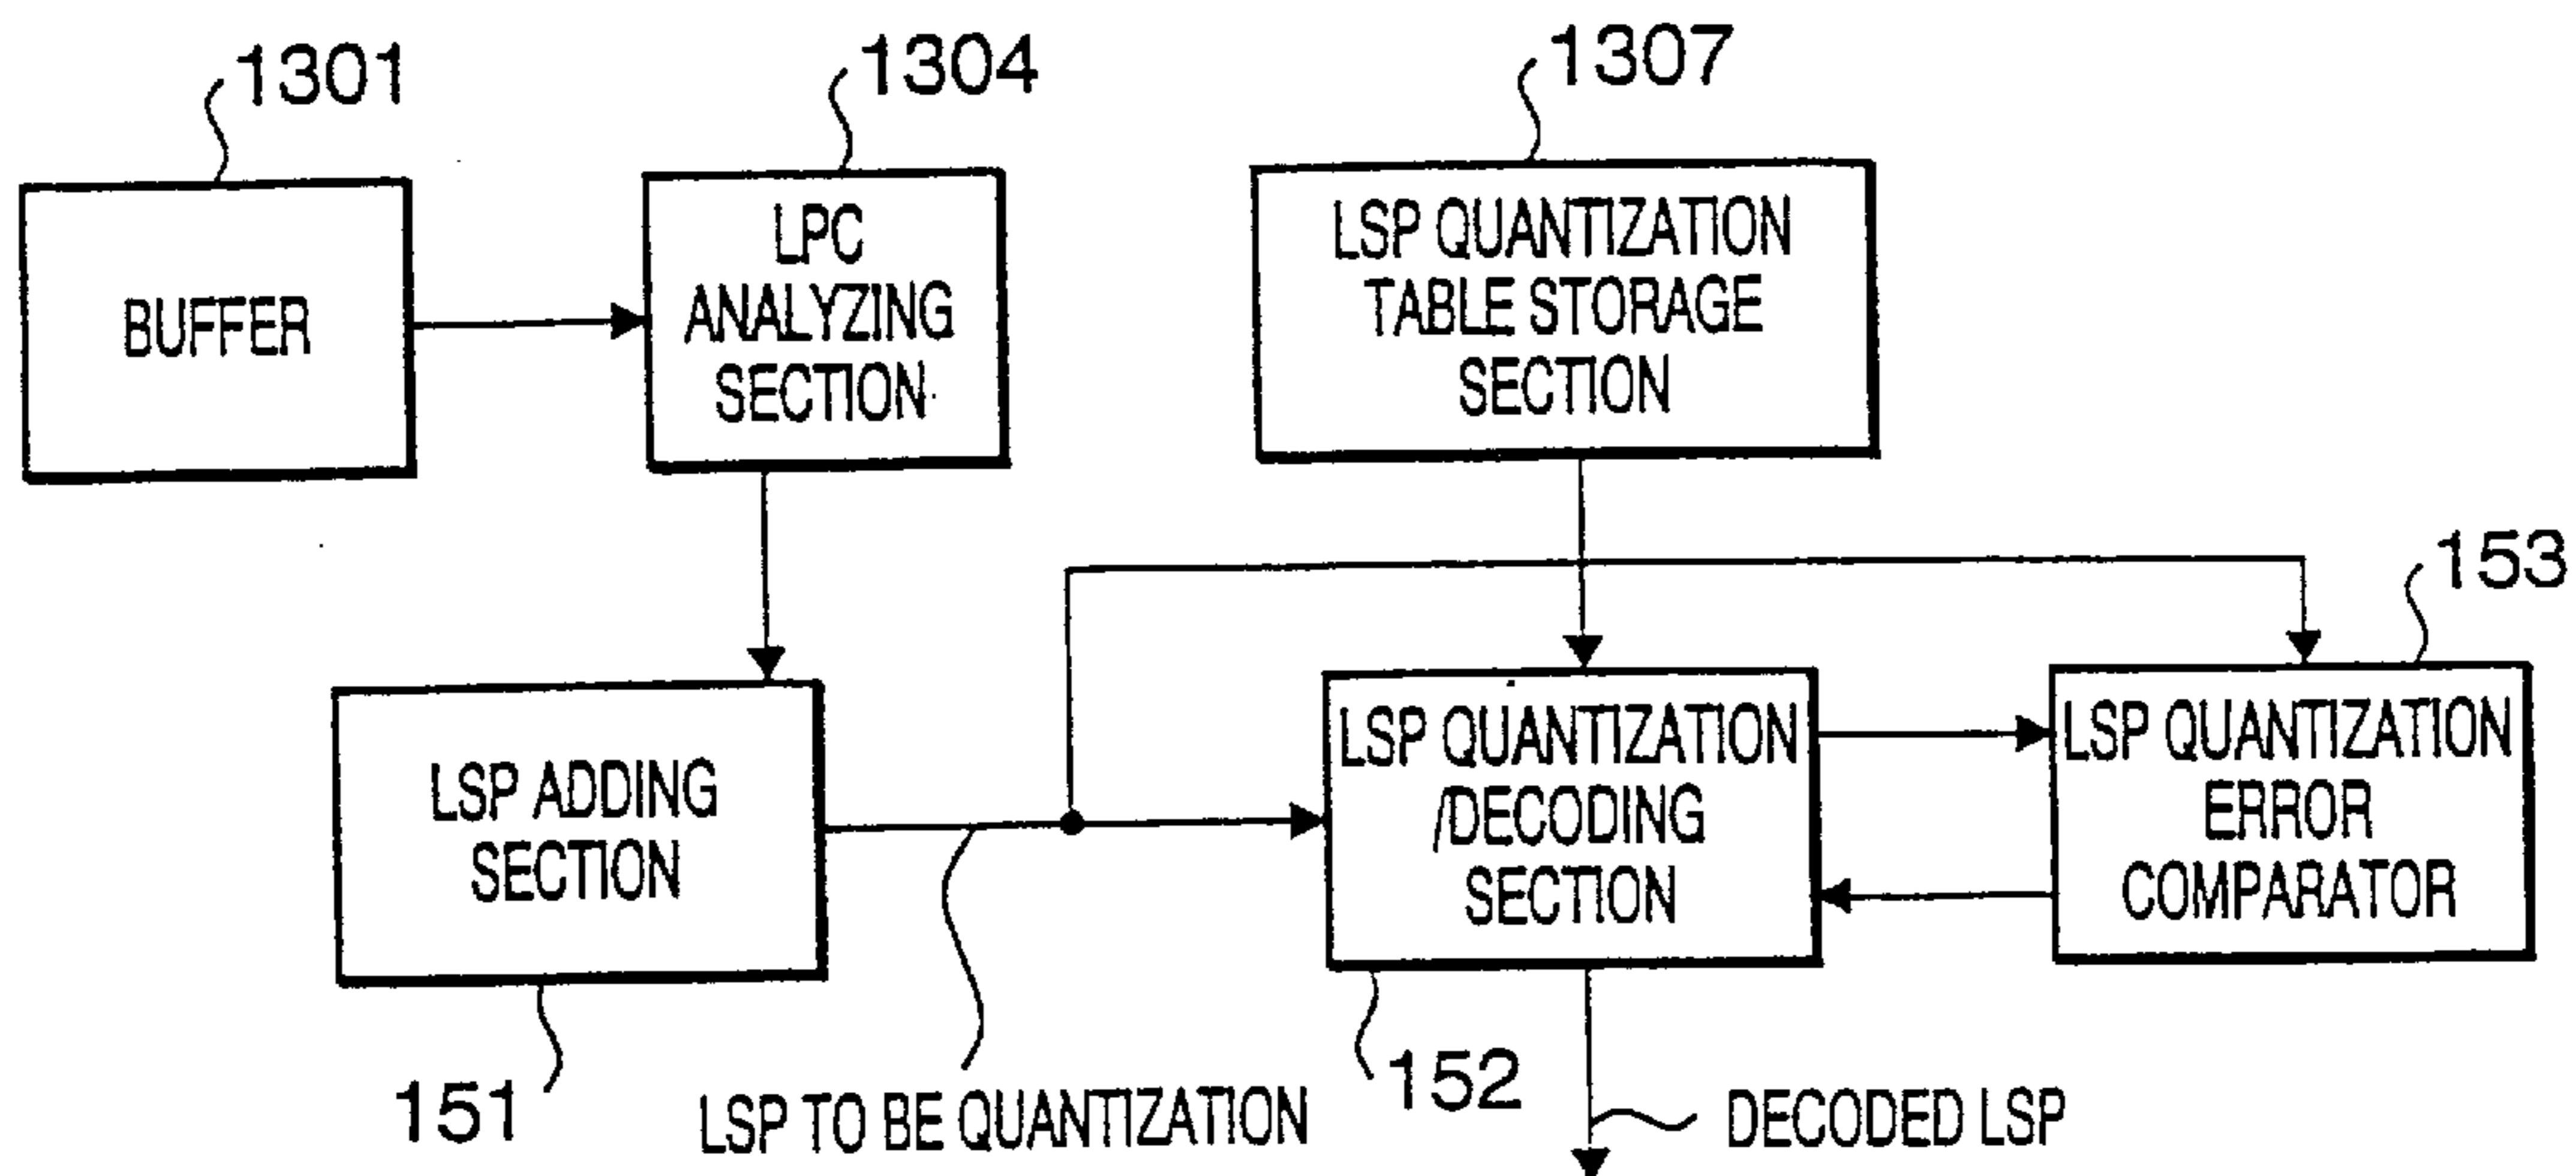 1301
1304
1307
BUFFER
LPC
ANALYZING
SECTION
LSP QUANTIZATION
TABLE STORAGE
SECTION
153
LSP ADDING
SECTION
LSP QUANTIZATION
/DECODING
SECTION
LSP QUANTIZATION
ERROR
COMPARATOR
151
LSP TO BE QUANTIZATION
152
DECODED LSP